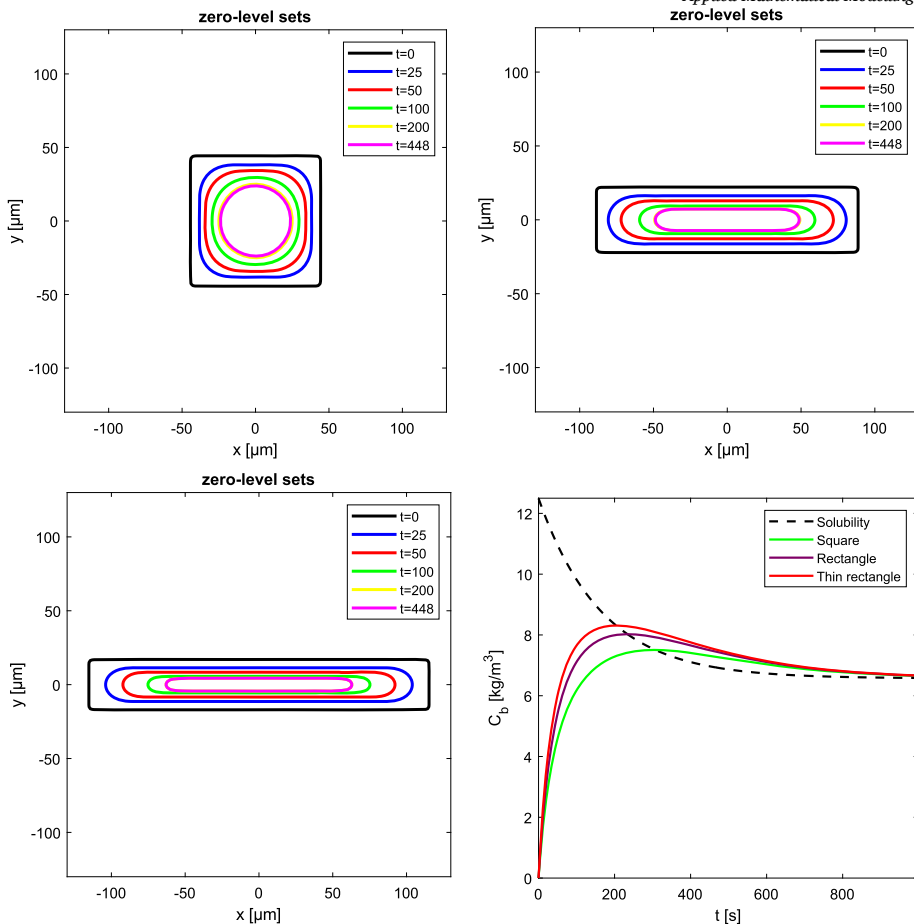 Applied Mathematical Modelling
zero-level sets
t=0
t=25
t=50
t=100
t=200
t=448
100
50
0
-50
-100
y [µm]
-100 -50 0 50 100
x [µm]
zero-level sets
t=0
t=25
t=50
t=100
t=200
t=448
100
50
0
-50
-100
y [µm]
-100 -50 0 50 100
x [µm]
zero-level sets
t=0
t=25
t=50
t=100
t=200
t=448
100
50
0
-50
-100
y [µm]
-100 -50 0 50 100
x [µm]
Solubility
Square
Rectangle
Thin rectangle
12
10
8
6
4
2
0
C_b [kg/m³]
0 200 400 600 800
t [s]